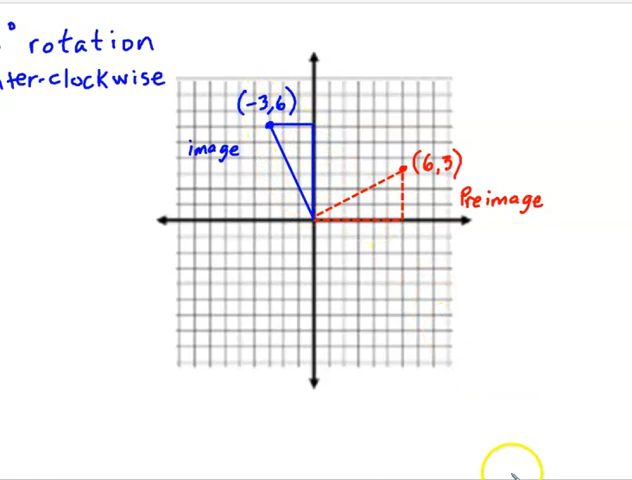 ° rotation
ter-clockwise
(-3,6)
image
(6,3)
Preimage